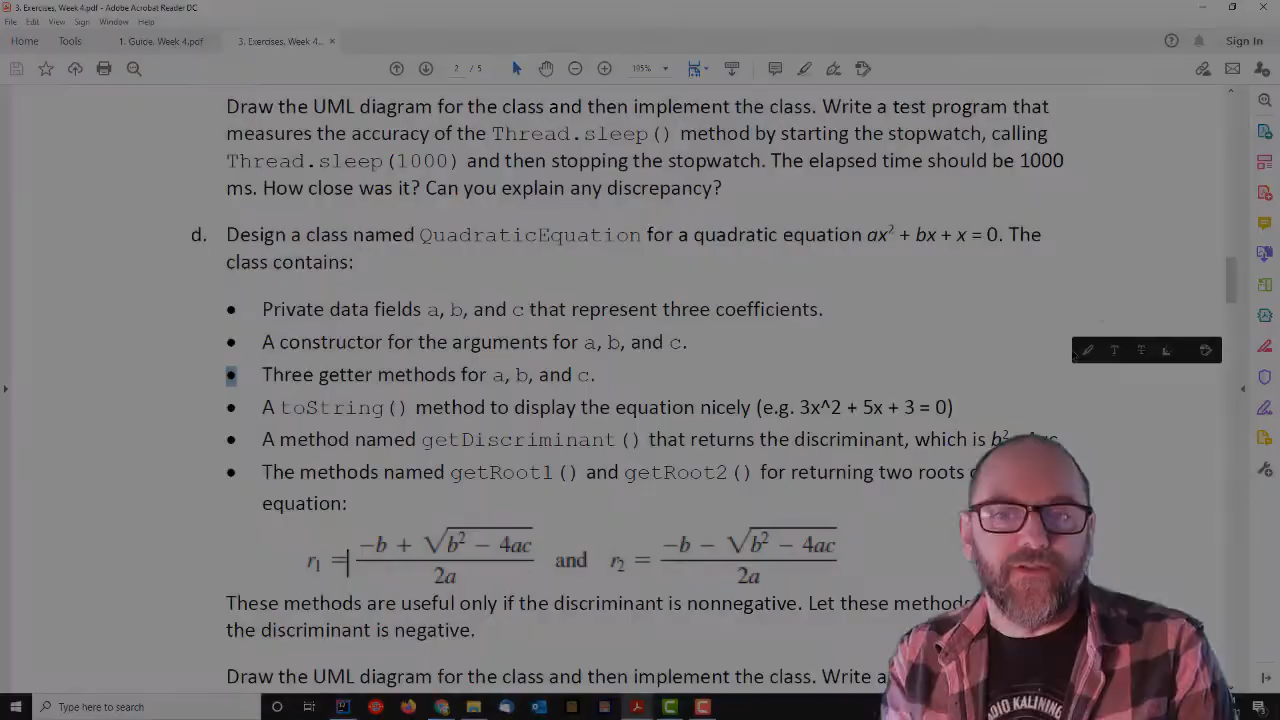 3. Exercises, Week 4.pdf - Adobe Acrobat Reader DC
File Edit View Sign Window Help
Home Tools 1. Guide, Week 4.pdf 3. Exercises, Week 4... × Sign In
2 / 5 195%
Draw the UML diagram for the class and then implement the class. Write a test program that
measures the accuracy of the Thread.sleep() method by starting the stopwatch, calling
Thread.sleep(1000) and then stopping the stopwatch. The elapsed time should be 1000
ms. How close was it? Can you explain any discrepancy?
d. Design a class named QuadraticEquation for a quadratic equation ax² + bx + x = 0. The
class contains:
• Private data fields a, b, and c that represent three coefficients.
• A constructor for the arguments for a, b, and c.
• Three getter methods for a, b, and c.
• A toString() method to display the equation nicely (e.g. 3x^2 + 5x + 3 = 0)
• A method named getDiscriminant() that returns the discriminant, which is b² - 4ac
• The methods named getRoot1() and getRoot2() for returning two roots
equation:
r₁ = (−b + √(b² − 4ac)) / 2a and r₂ = (−b − √(b² − 4ac)) / 2a
These methods are useful only if the discriminant is nonnegative. Let these methods
the discriminant is negative.
Draw the UML diagram for the class and then implement the class. Write a
Type here to search